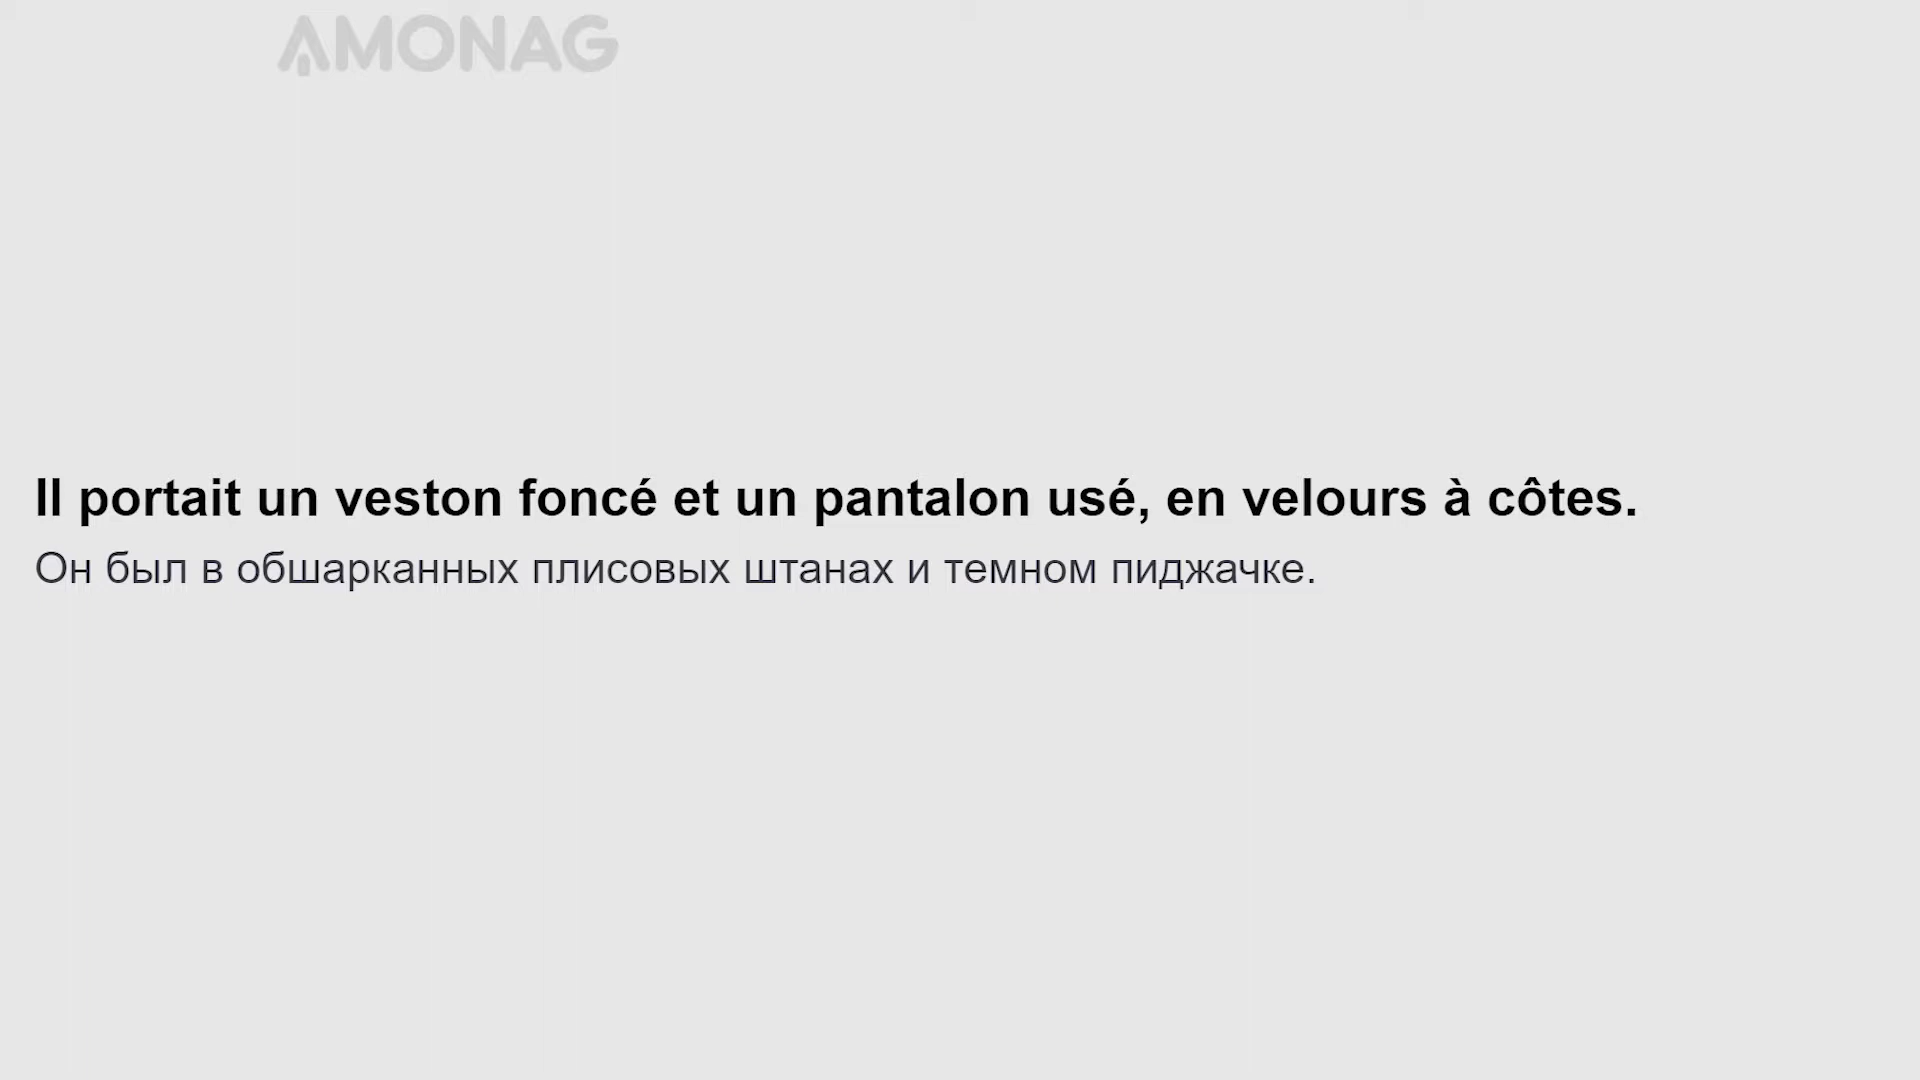 AMONAG
Il portait un veston foncé et un pantalon usé, en velours à côtes.
Он был в обшарканных плисовых штанах и темном пиджачке.